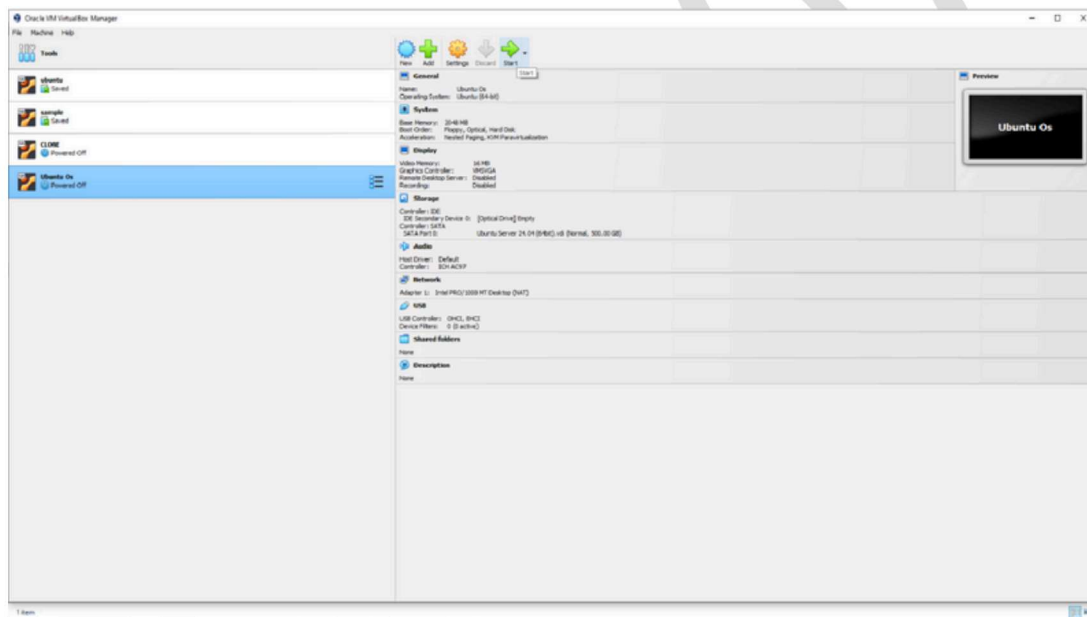 Oracle VM VirtualBox Manager
File Machine Help
Tools
ubuntu
Saved
sample
Saved
CLONE
Powered Off
Ubuntu Os
Powered Off
New Add Settings Discard Start
Start
General
Name: Ubuntu Os
Operating System: Ubuntu (64-bit)
System
Base Memory: 2048 MB
Boot Order: Floppy, Optical, Hard Disk
Acceleration: Nested Paging, KVM Paravirtualization
Display
Video Memory: 16 MB
Graphics Controller: VMSVGA
Remote Desktop Server: Disabled
Recording: Disabled
Storage
Controller: IDE
IDE Secondary Device 0: [Optical Drive] Empty
Controller: SATA
SATA Port 0: Ubuntu Server 24.04 (64bit).vdi (Normal, 500.00 GB)
Audio
Host Driver: Default
Controller: ICH AC97
Network
Adapter 1: Intel PRO/1000 MT Desktop (NAT)
USB
USB Controller: OHCI, EHCI
Device Filters: 0 (0 active)
Shared folders
None
Description
None
Preview
Ubuntu Os
1 item